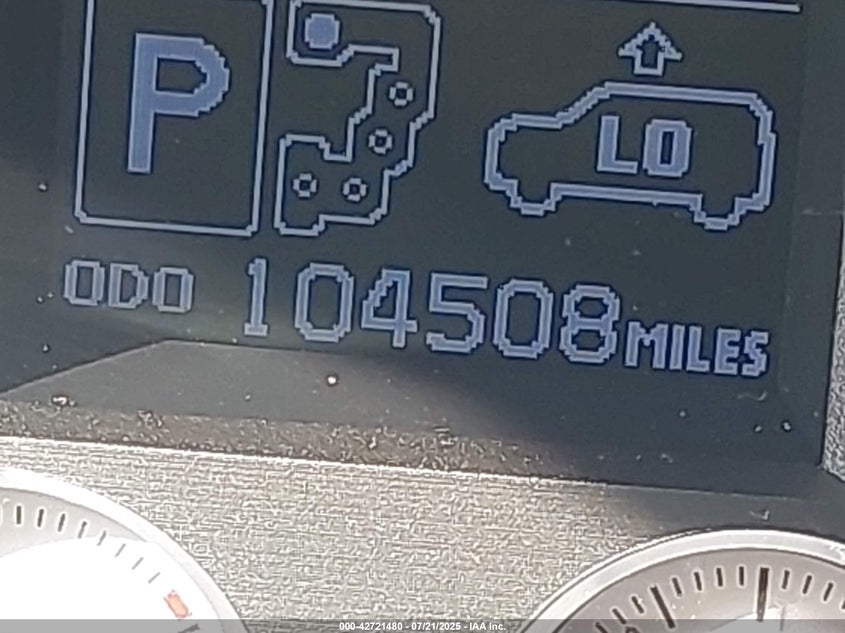 P
LO
ODO 104508 MILES
000-42721480 - 07/21/2025 - IAA Inc.